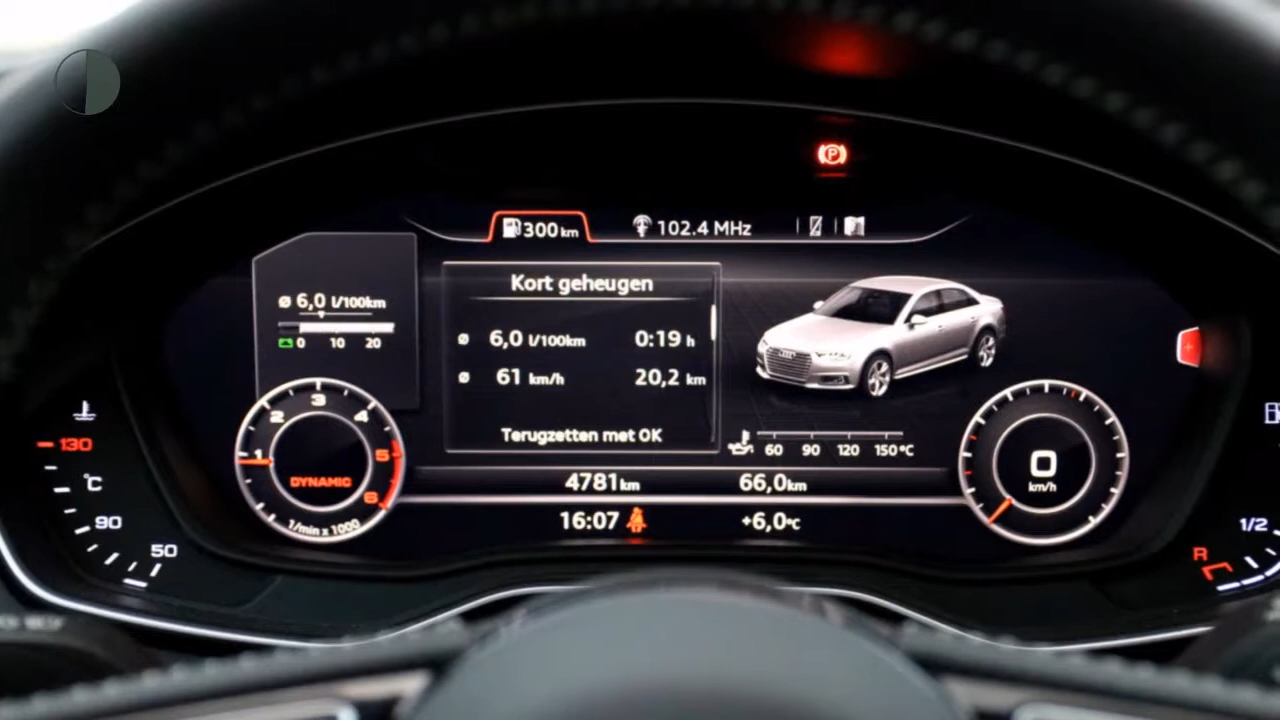 P
300 km
102.4 MHz
Kort geheugen
Ø 6,0 l/100km
0 10 20
Ø 6,0 l/100km 0:19 h
Ø 61 km/h 20,2 km
Terugzetten met OK
60 90 120 150 °C
4781 km 66,0 km
16:07 +6,0 °C
1 2 3 4 5 6
DYNAMIC
1/min x 1000
0
km/h
130
°C
90
50
1/2
R